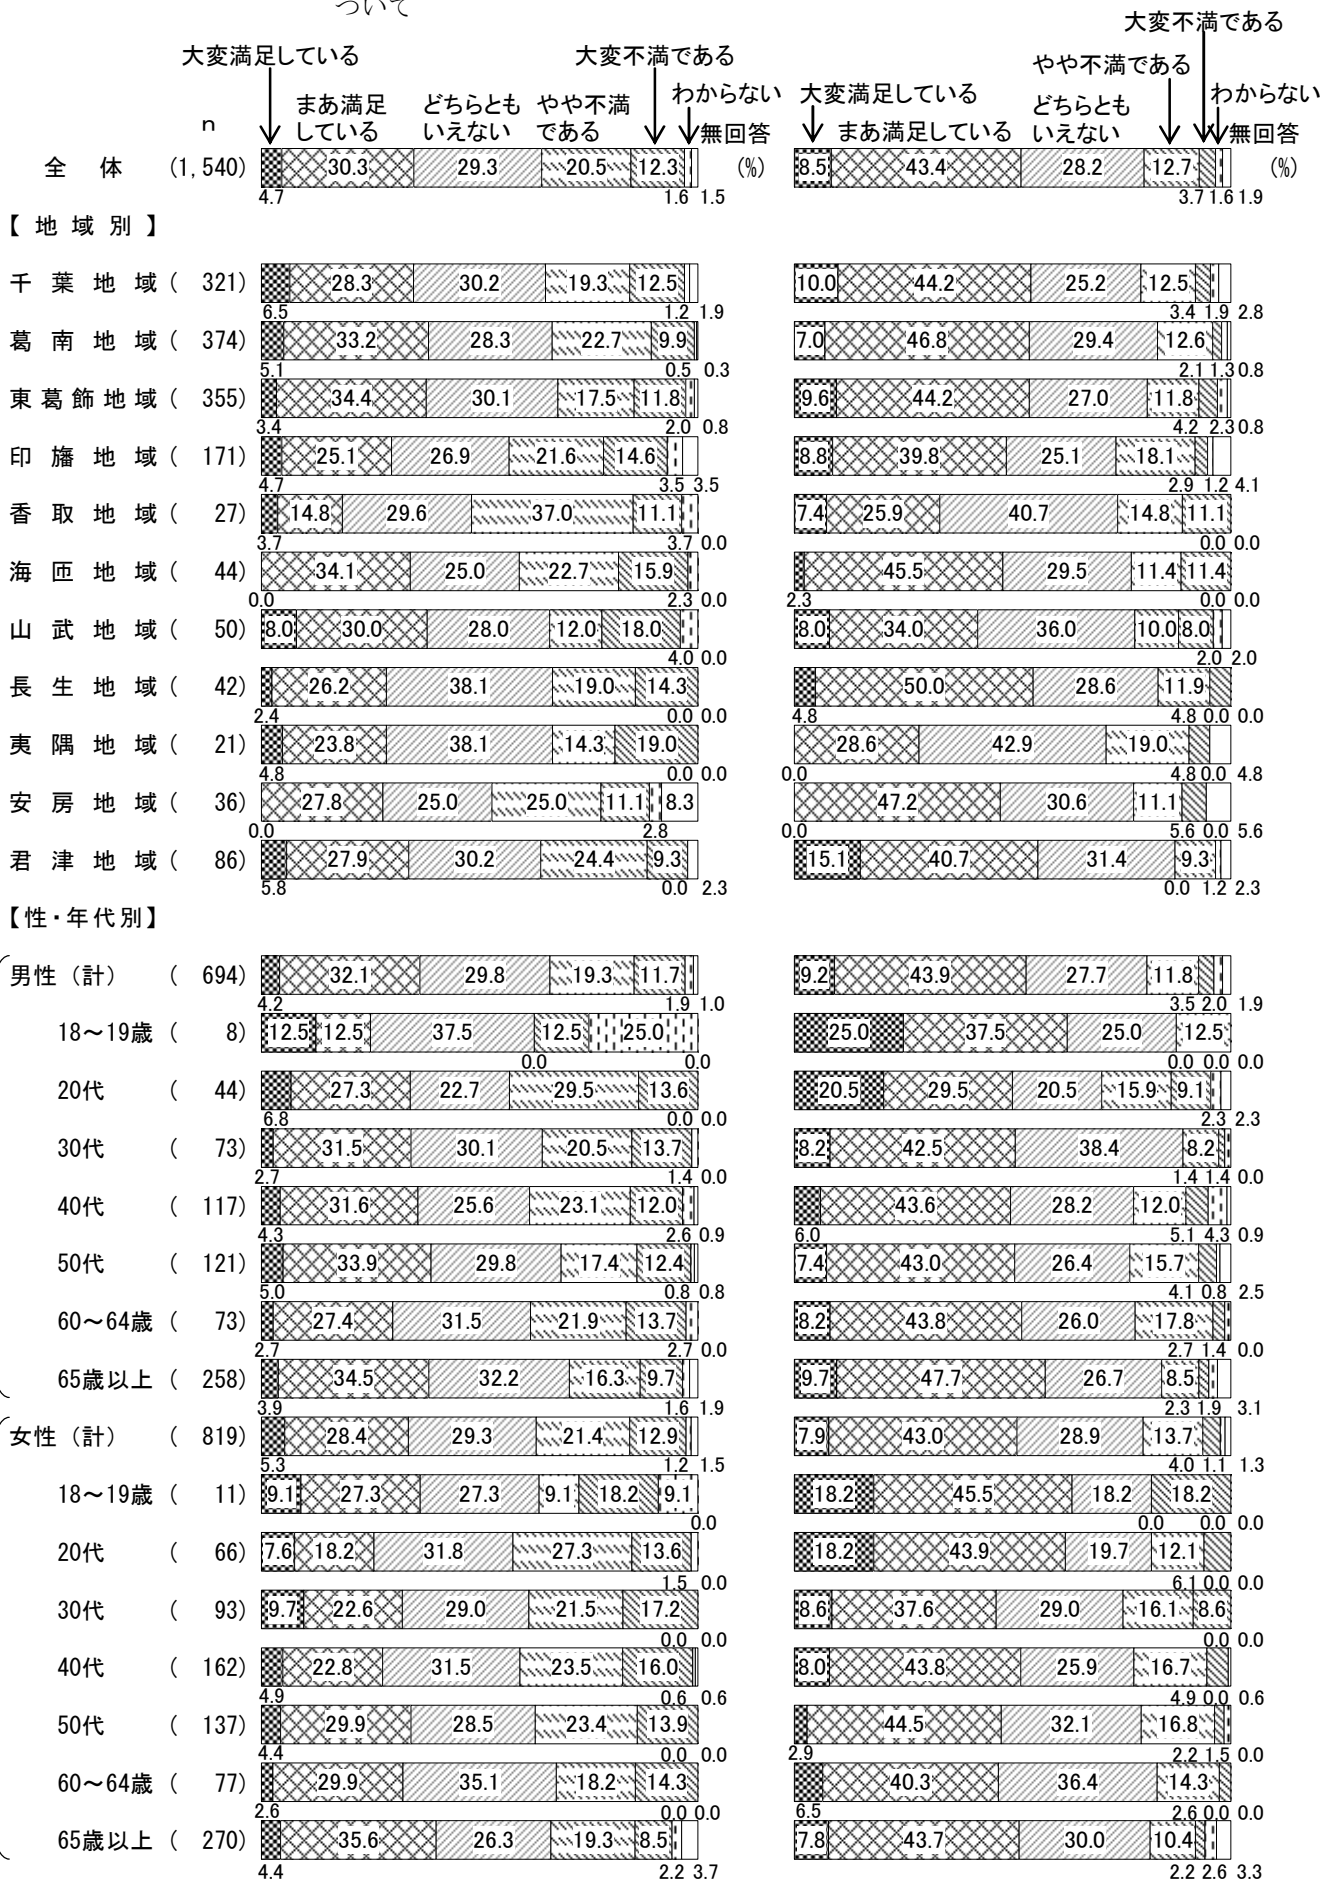 ついて
大変不満である
大変満足している 大変不満である やや不満である
まあ満足している どちらともいえない やや不満である わからない 大変満足している どちらともいえない わからない
n 無回答 まあ満足している 無回答
全体 (1,540) 30.3 29.3 20.5 12.3 (%) 8.5 43.4 28.2 12.7 (%)
4.7 1.6 1.5 3.7 1.6 1.9
【地域別】
千葉地域 ( 321) 28.3 30.2 19.3 12.5 10.0 44.2 25.2 12.5
6.5 1.2 1.9 3.4 1.9 2.8
葛南地域 ( 374) 33.2 28.3 22.7 9.9 7.0 46.8 29.4 12.6
5.1 0.5 0.3 2.1 1.3 0.8
東葛飾地域 ( 355) 34.4 30.1 17.5 11.8 9.6 44.2 27.0 11.8
3.4 2.0 0.8 4.2 2.3 0.8
印旛地域 ( 171) 25.1 26.9 21.6 14.6 8.8 39.8 25.1 18.1
4.7 3.5 3.5 2.9 1.2 4.1
香取地域 ( 27) 14.8 29.6 37.0 11.1 7.4 25.9 40.7 14.8 11.1
3.7 3.7 0.0 0.0 0.0
海匝地域 ( 44) 34.1 25.0 22.7 15.9 45.5 29.5 11.4 11.4
0.0 2.3 0.0 2.3 0.0 0.0
山武地域 ( 50) 8.0 30.0 28.0 12.0 18.0 8.0 34.0 36.0 10.0 8.0
4.0 0.0 2.0 2.0
長生地域 ( 42) 26.2 38.1 19.0 14.3 50.0 28.6 11.9
2.4 0.0 0.0 4.8 4.8 0.0 0.0
夷隅地域 ( 21) 23.8 38.1 14.3 19.0 28.6 42.9 19.0
4.8 0.0 0.0 0.0 4.8 0.0 4.8
安房地域 ( 36) 27.8 25.0 25.0 11.1 8.3 47.2 30.6 11.1
0.0 2.8 0.0 5.6 0.0 5.6
君津地域 ( 86) 27.9 30.2 24.4 9.3 15.1 40.7 31.4 9.3
5.8 0.0 2.3 0.0 1.2 2.3
【性・年代別】
男性（計） ( 694) 32.1 29.8 19.3 11.7 9.2 43.9 27.7 11.8
4.2 1.9 1.0 3.5 2.0 1.9
18～19歳 ( 8) 12.5 12.5 37.5 12.5 25.0 25.0 37.5 25.0 12.5
0.0 0.0 0.0 0.0 0.0
20代 ( 44) 27.3 22.7 29.5 13.6 20.5 29.5 20.5 15.9 9.1
6.8 0.0 0.0 2.3 2.3
30代 ( 73) 31.5 30.1 20.5 13.7 8.2 42.5 38.4 8.2
2.7 1.4 0.0 1.4 1.4 0.0
40代 ( 117) 31.6 25.6 23.1 12.0 43.6 28.2 12.0
4.3 2.6 0.9 6.0 5.1 4.3 0.9
50代 ( 121) 33.9 29.8 17.4 12.4 7.4 43.0 26.4 15.7
5.0 0.8 0.8 4.1 0.8 2.5
60～64歳 ( 73) 27.4 31.5 21.9 13.7 8.2 43.8 26.0 17.8
2.7 2.7 0.0 2.7 1.4 0.0
65歳以上 ( 258) 34.5 32.2 16.3 9.7 9.7 47.7 26.7 8.5
3.9 1.6 1.9 2.3 1.9 3.1
女性（計） ( 819) 28.4 29.3 21.4 12.9 7.9 43.0 28.9 13.7
5.3 1.2 1.5 4.0 1.1 1.3
18～19歳 ( 11) 9.1 27.3 27.3 9.1 18.2 9.1 18.2 45.5 18.2 18.2
0.0 0.0 0.0 0.0
20代 ( 66) 7.6 18.2 31.8 27.3 13.6 18.2 43.9 19.7 12.1
1.5 0.0 6.1 0.0 0.0
30代 ( 93) 9.7 22.6 29.0 21.5 17.2 8.6 37.6 29.0 16.1 8.6
0.0 0.0 0.0 0.0
40代 ( 162) 22.8 31.5 23.5 16.0 8.0 43.8 25.9 16.7
4.9 0.6 0.6 4.9 0.0 0.6
50代 ( 137) 29.9 28.5 23.4 13.9 44.5 32.1 16.8
4.4 0.0 0.0 2.9 2.2 1.5 0.0
60～64歳 ( 77) 29.9 35.1 18.2 14.3 40.3 36.4 14.3
2.6 0.0 0.0 6.5 2.6 0.0 0.0
65歳以上 ( 270) 35.6 26.3 19.3 8.5 7.8 43.7 30.0 10.4
4.4 2.2 3.7 2.2 2.6 3.3